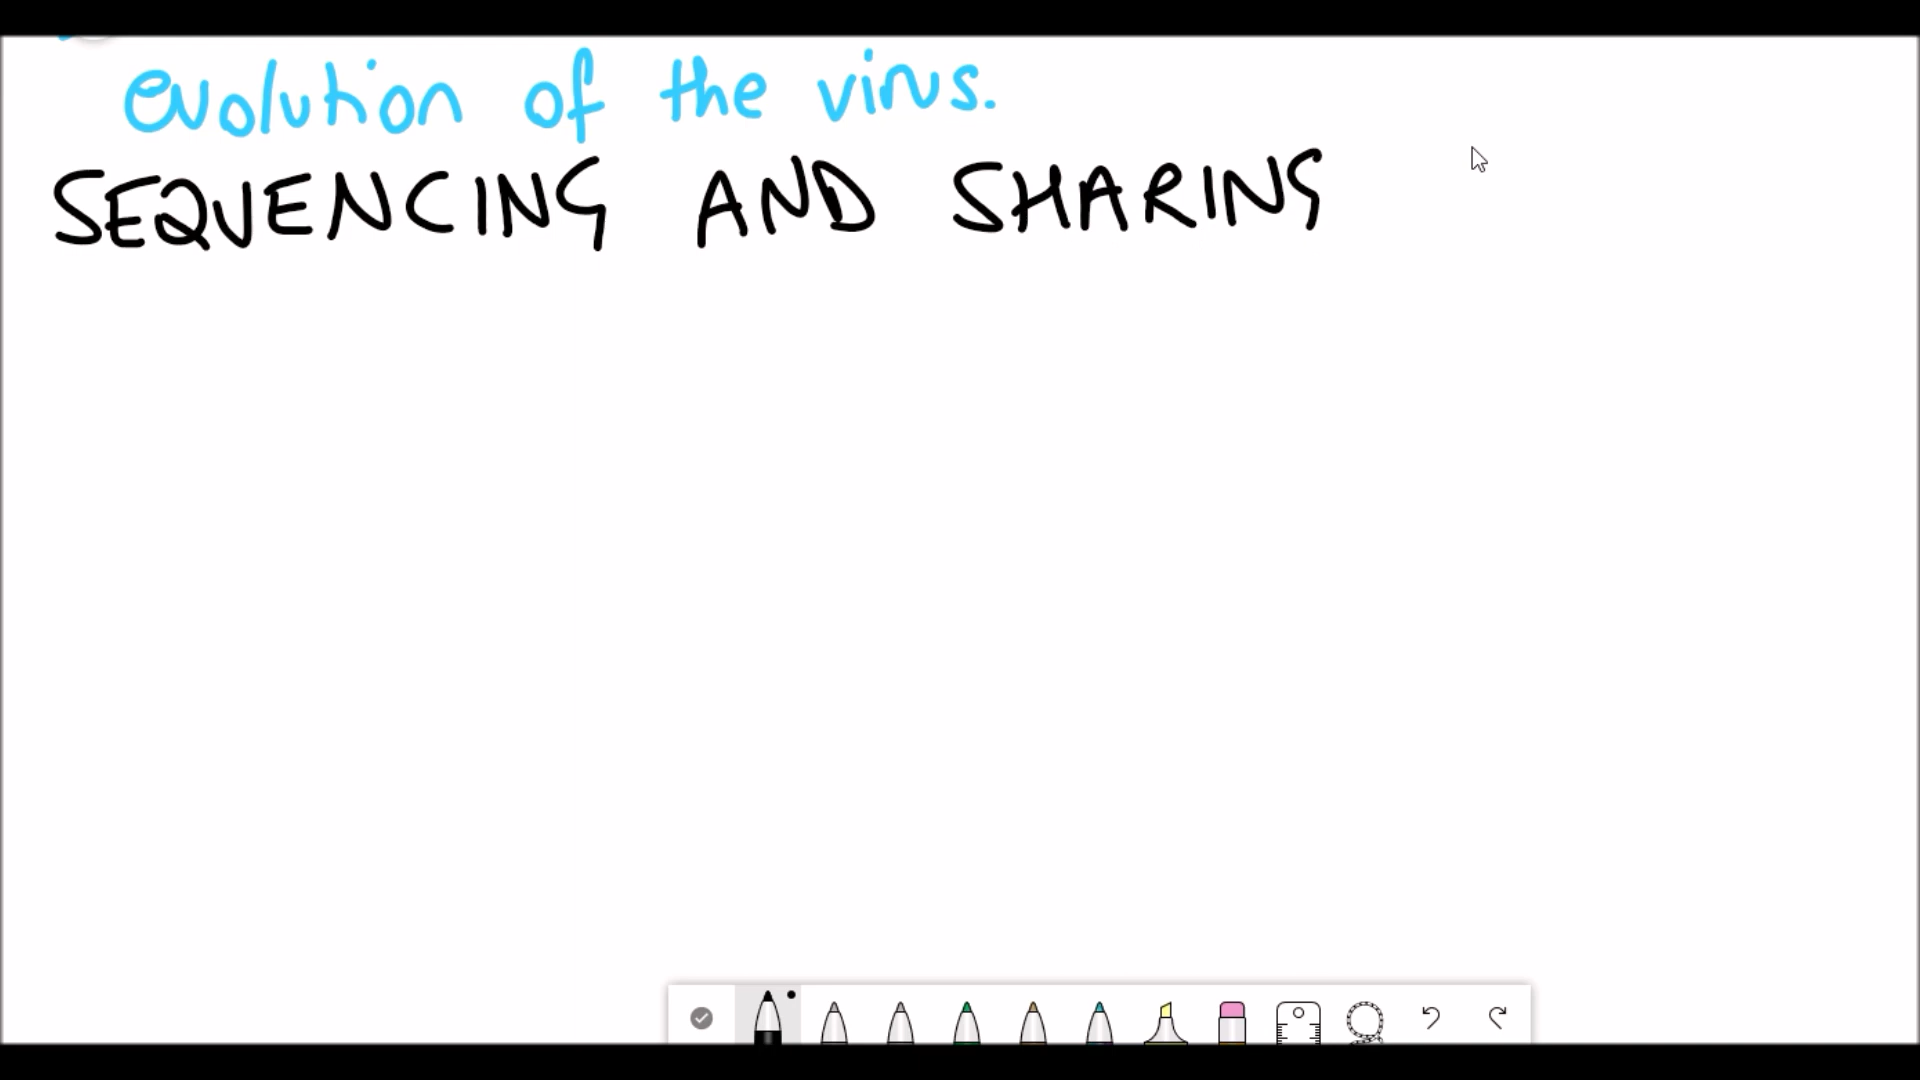 evolution of the virus.
SEQUENCING AND SHARING